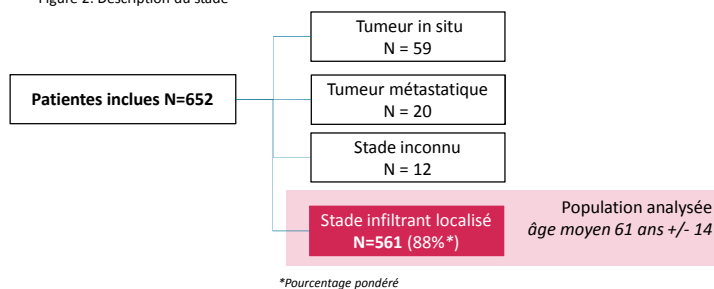 Figure 2: Description du stade
Tumeur in situ
N = 59
Patientes inclues N=652
Tumeur métastatique
N = 20
Stade inconnu
N = 12
Stade infiltrant localisé
N=561 (88%*)
Population analysée
âge moyen 61 ans +/- 14
*Pourcentage pondéré